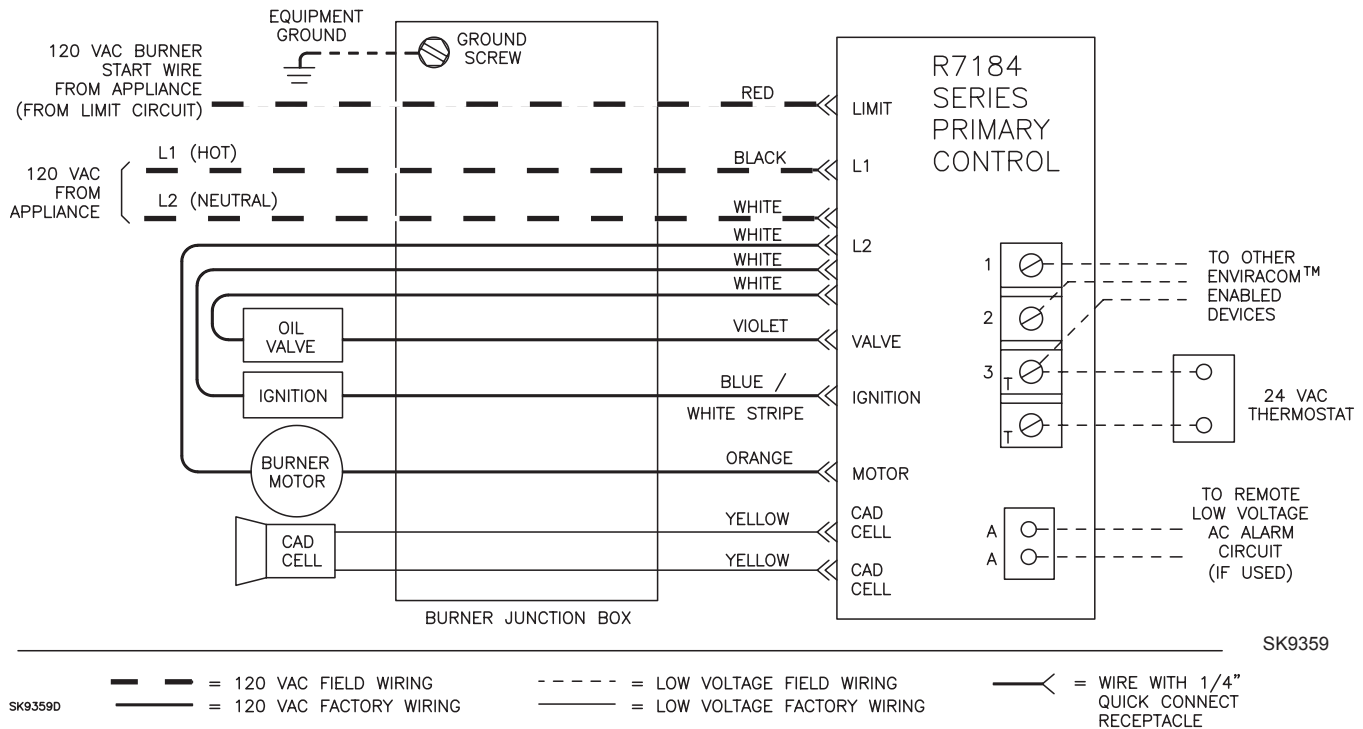 EQUIPMENT
GROUND
GROUND
SCREW
120 VAC BURNER
START WIRE
FROM APPLIANCE
(FROM LIMIT CIRCUIT)
RED
LIMIT
R7184
SERIES
PRIMARY
CONTROL
L1 (HOT)
BLACK
L1
120 VAC
FROM
APPLIANCE
L2 (NEUTRAL)
WHITE
WHITE
L2
WHITE
WHITE
OIL
VALVE
VIOLET
VALVE
IGNITION
BLUE /
WHITE STRIPE
IGNITION
BURNER
MOTOR
ORANGE
MOTOR
CAD
CELL
YELLOW
CAD
CELL
YELLOW
CAD
CELL
BURNER JUNCTION BOX
1
2
3
T
T
TO OTHER
ENVIRACOM™
ENABLED
DEVICES
24 VAC
THERMOSTAT
A
A
TO REMOTE
LOW VOLTAGE
AC ALARM
CIRCUIT
(IF USED)
SK9359
= 120 VAC FIELD WIRING
= 120 VAC FACTORY WIRING
= LOW VOLTAGE FIELD WIRING
= LOW VOLTAGE FACTORY WIRING
= WIRE WITH 1/4"
QUICK CONNECT
RECEPTACLE
SK9359D